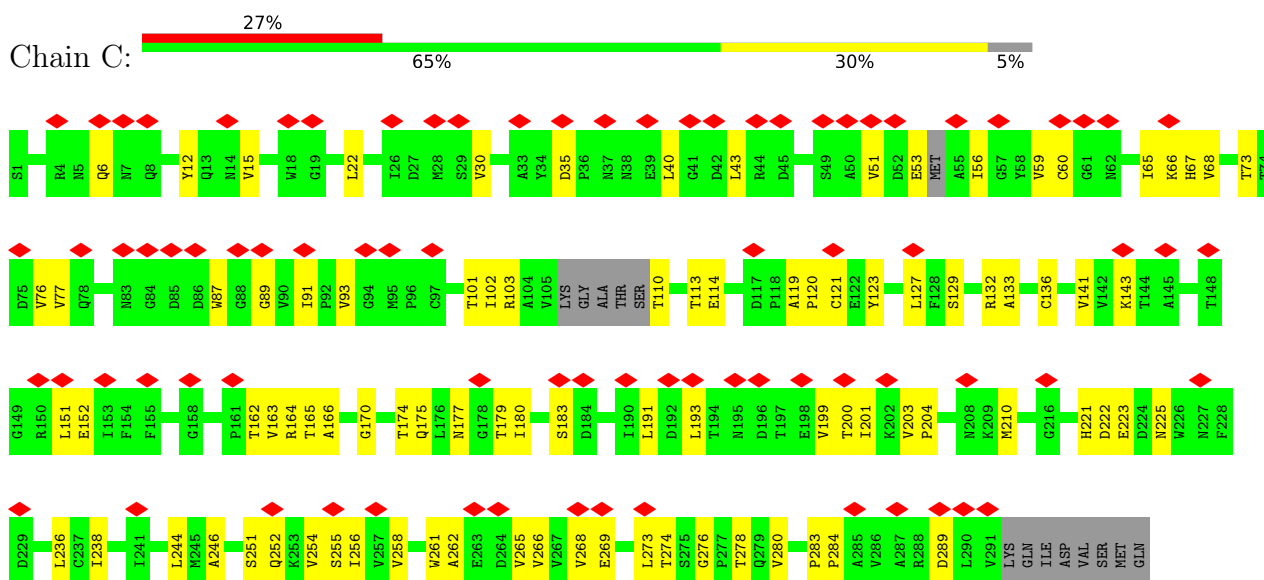 27%
Chain C:
65% 30% 5%
S1 R4 N5 Q6 N7 Q8 Y12 Q13 N14 V15 W18 G19 L22 I26 D27 M28 S29 V30 A33 Y34 D35 P36 N37 N38 E39 L40 G41 D42 L43 R44 D45 S49 A50 V51 D52 E53 MET A55 I56 G57 Y58 V59 G60 G61 N62 I65 K66 H67 V68 T73 T74
D75 V76 V77 Q78 N83 G84 D85 D86 W87 G88 G89 V90 I91 P92 V93 G94 M95 P96 C97 T101 I102 R103 A104 V105 LYS GLY ALA THR SER T110 T113 E114 D117 P118 A119 P120 C121 E122 Y123 L127 F128 S129 R132 A133 C136 V141 V142 K143 T144 A145 T148
G149 R150 L151 E152 I153 F154 F155 G158 P161 T162 V163 R164 T165 A166 G170 T174 Q175 L176 N177 G178 T179 I180 S183 D184 I190 L191 D192 L193 T194 N195 D196 T197 E198 V199 T200 I201 K202 V203 P204 N208 K209 M210 G216 H221 D222 E223 D224 N225 W226 N227 F228
D229 L236 C237 I238 I241 L244 M245 A246 S251 Q252 K253 V254 S255 I256 V257 V258 W261 A262 E263 D264 V265 V266 V267 V268 E269 L273 T274 S275 G276 P277 T278 Q279 V280 P283 P284 A285 V286 A287 R288 D289 L290 V291 LYS GLN ILE ASP VAL SER MET GLN